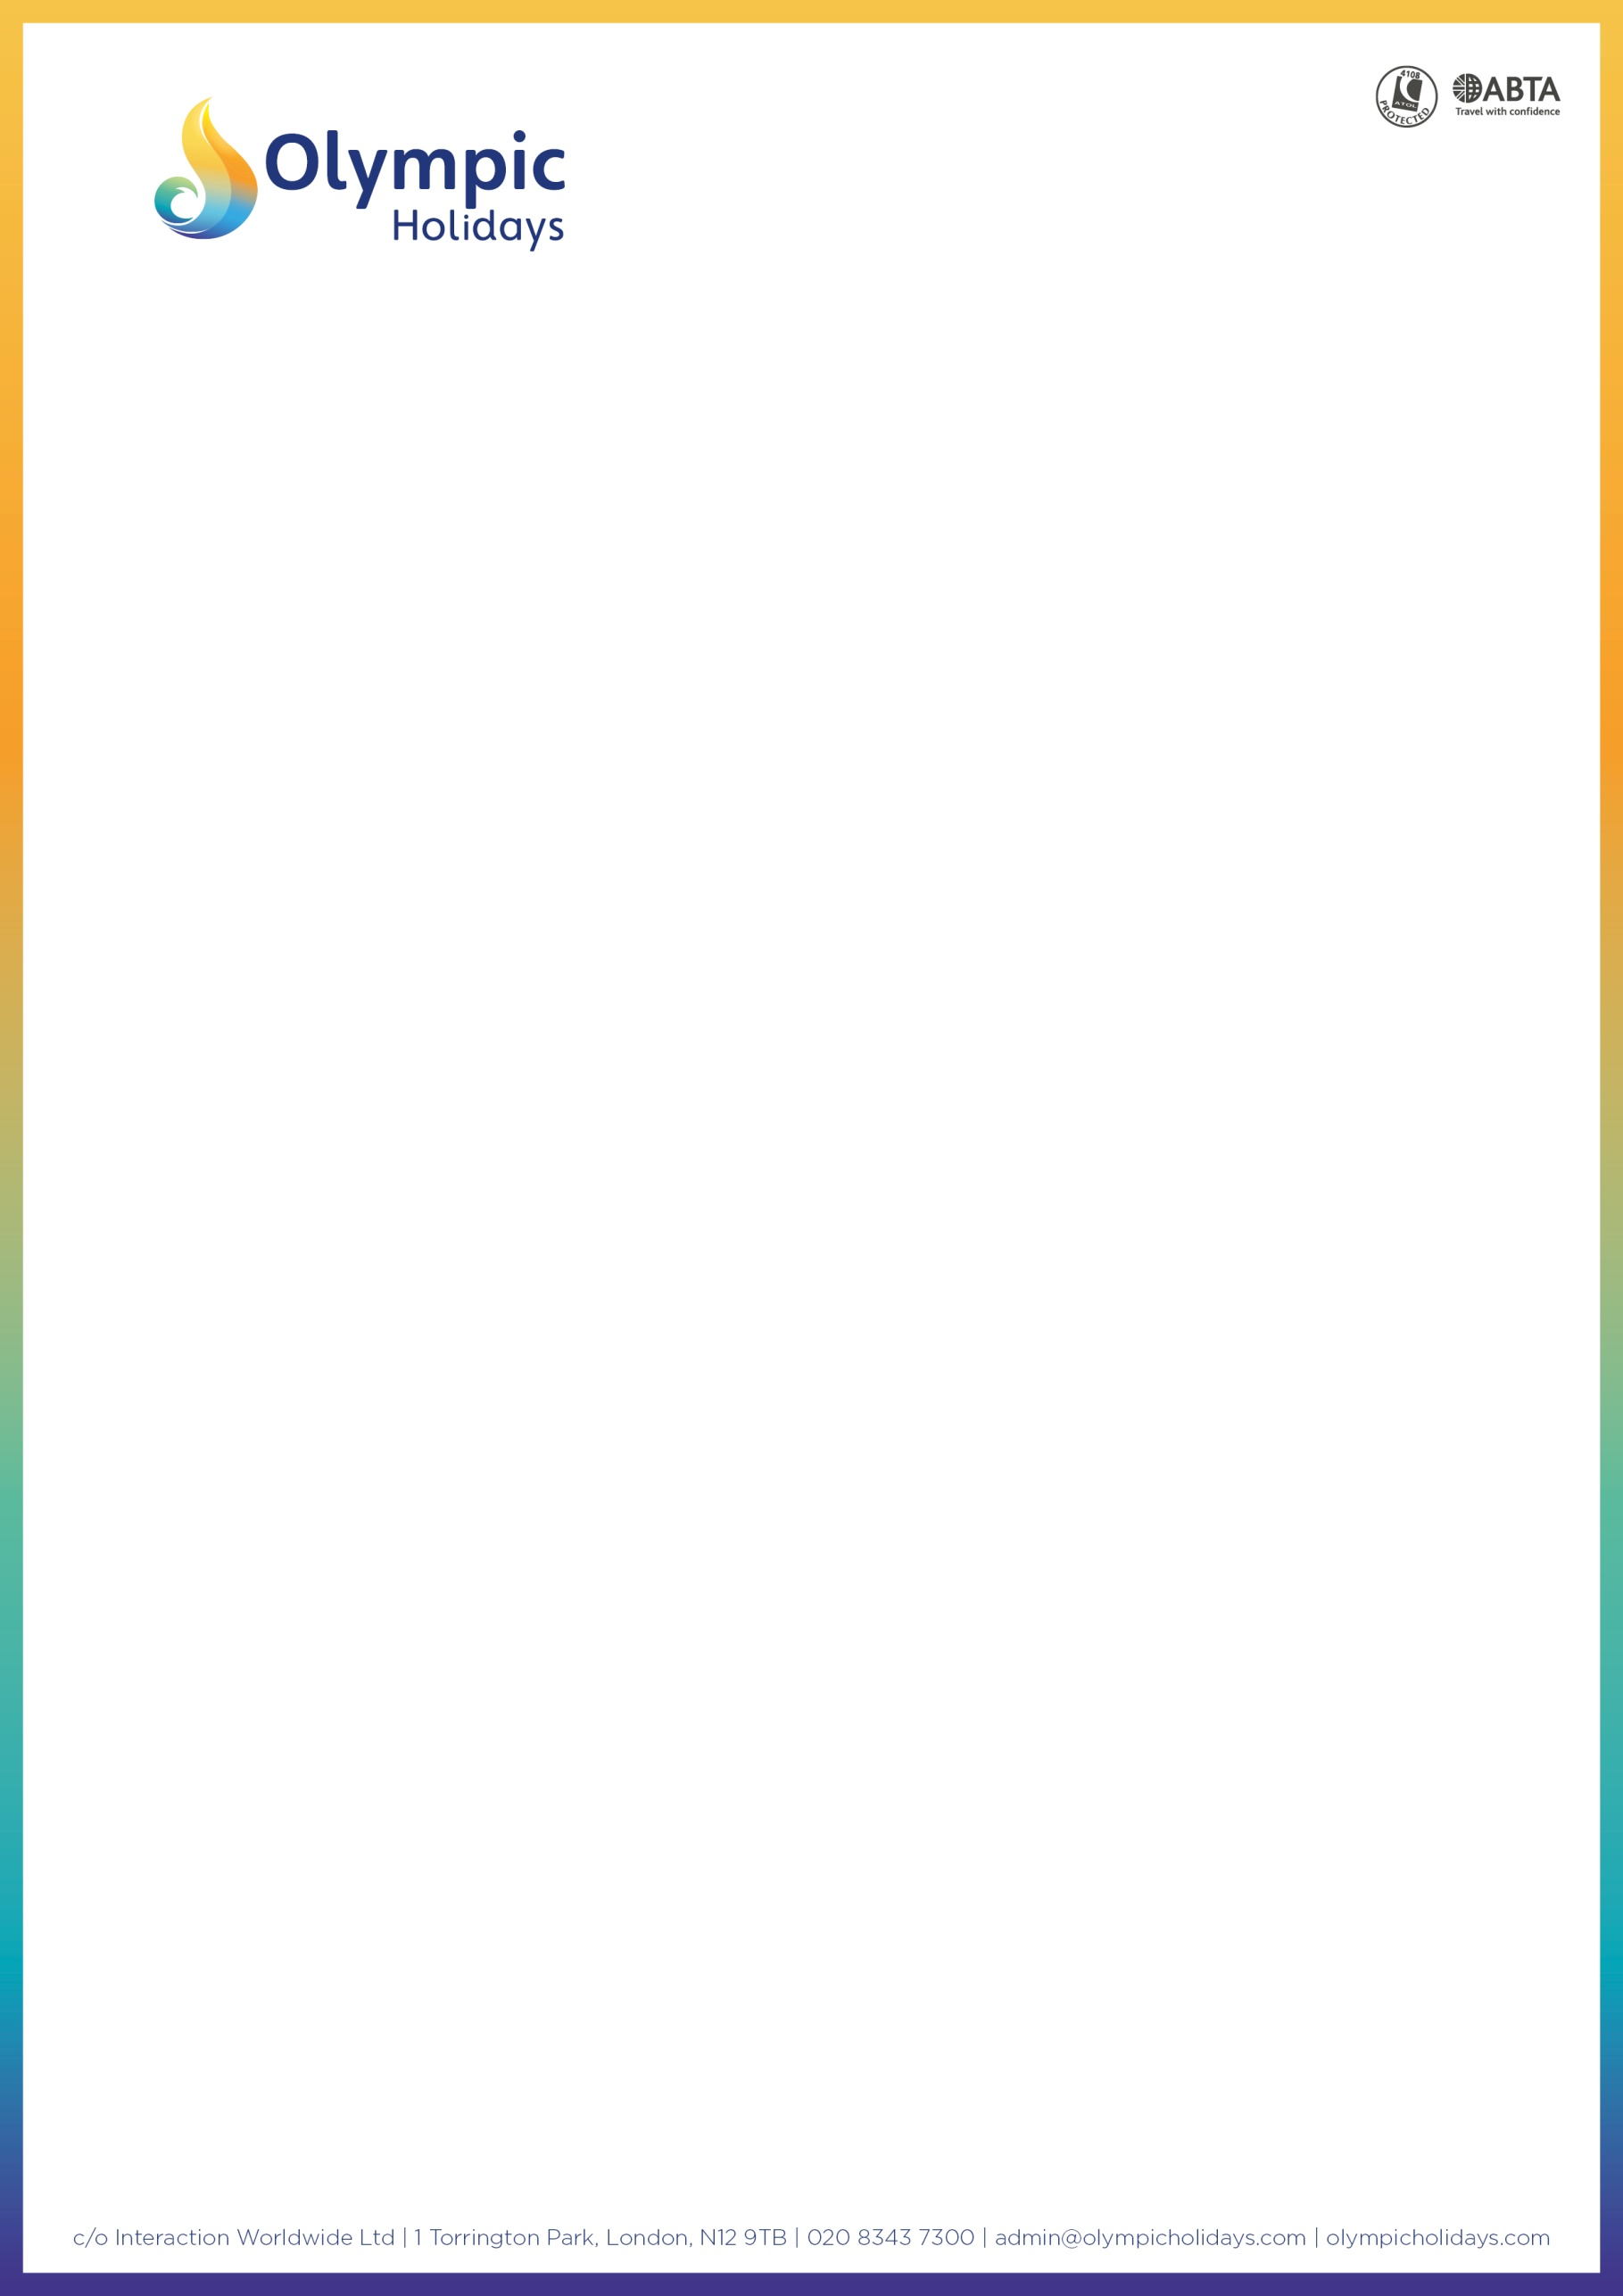 Olympic
Holidays
4108
ATOL
PROTECTED
ABTA
Travel with confidence
c/o Interaction Worldwide Ltd | 1 Torrington Park, London, N12 9TB | 020 8343 7300 | admin@olympicholidays.com | olympicholidays.com